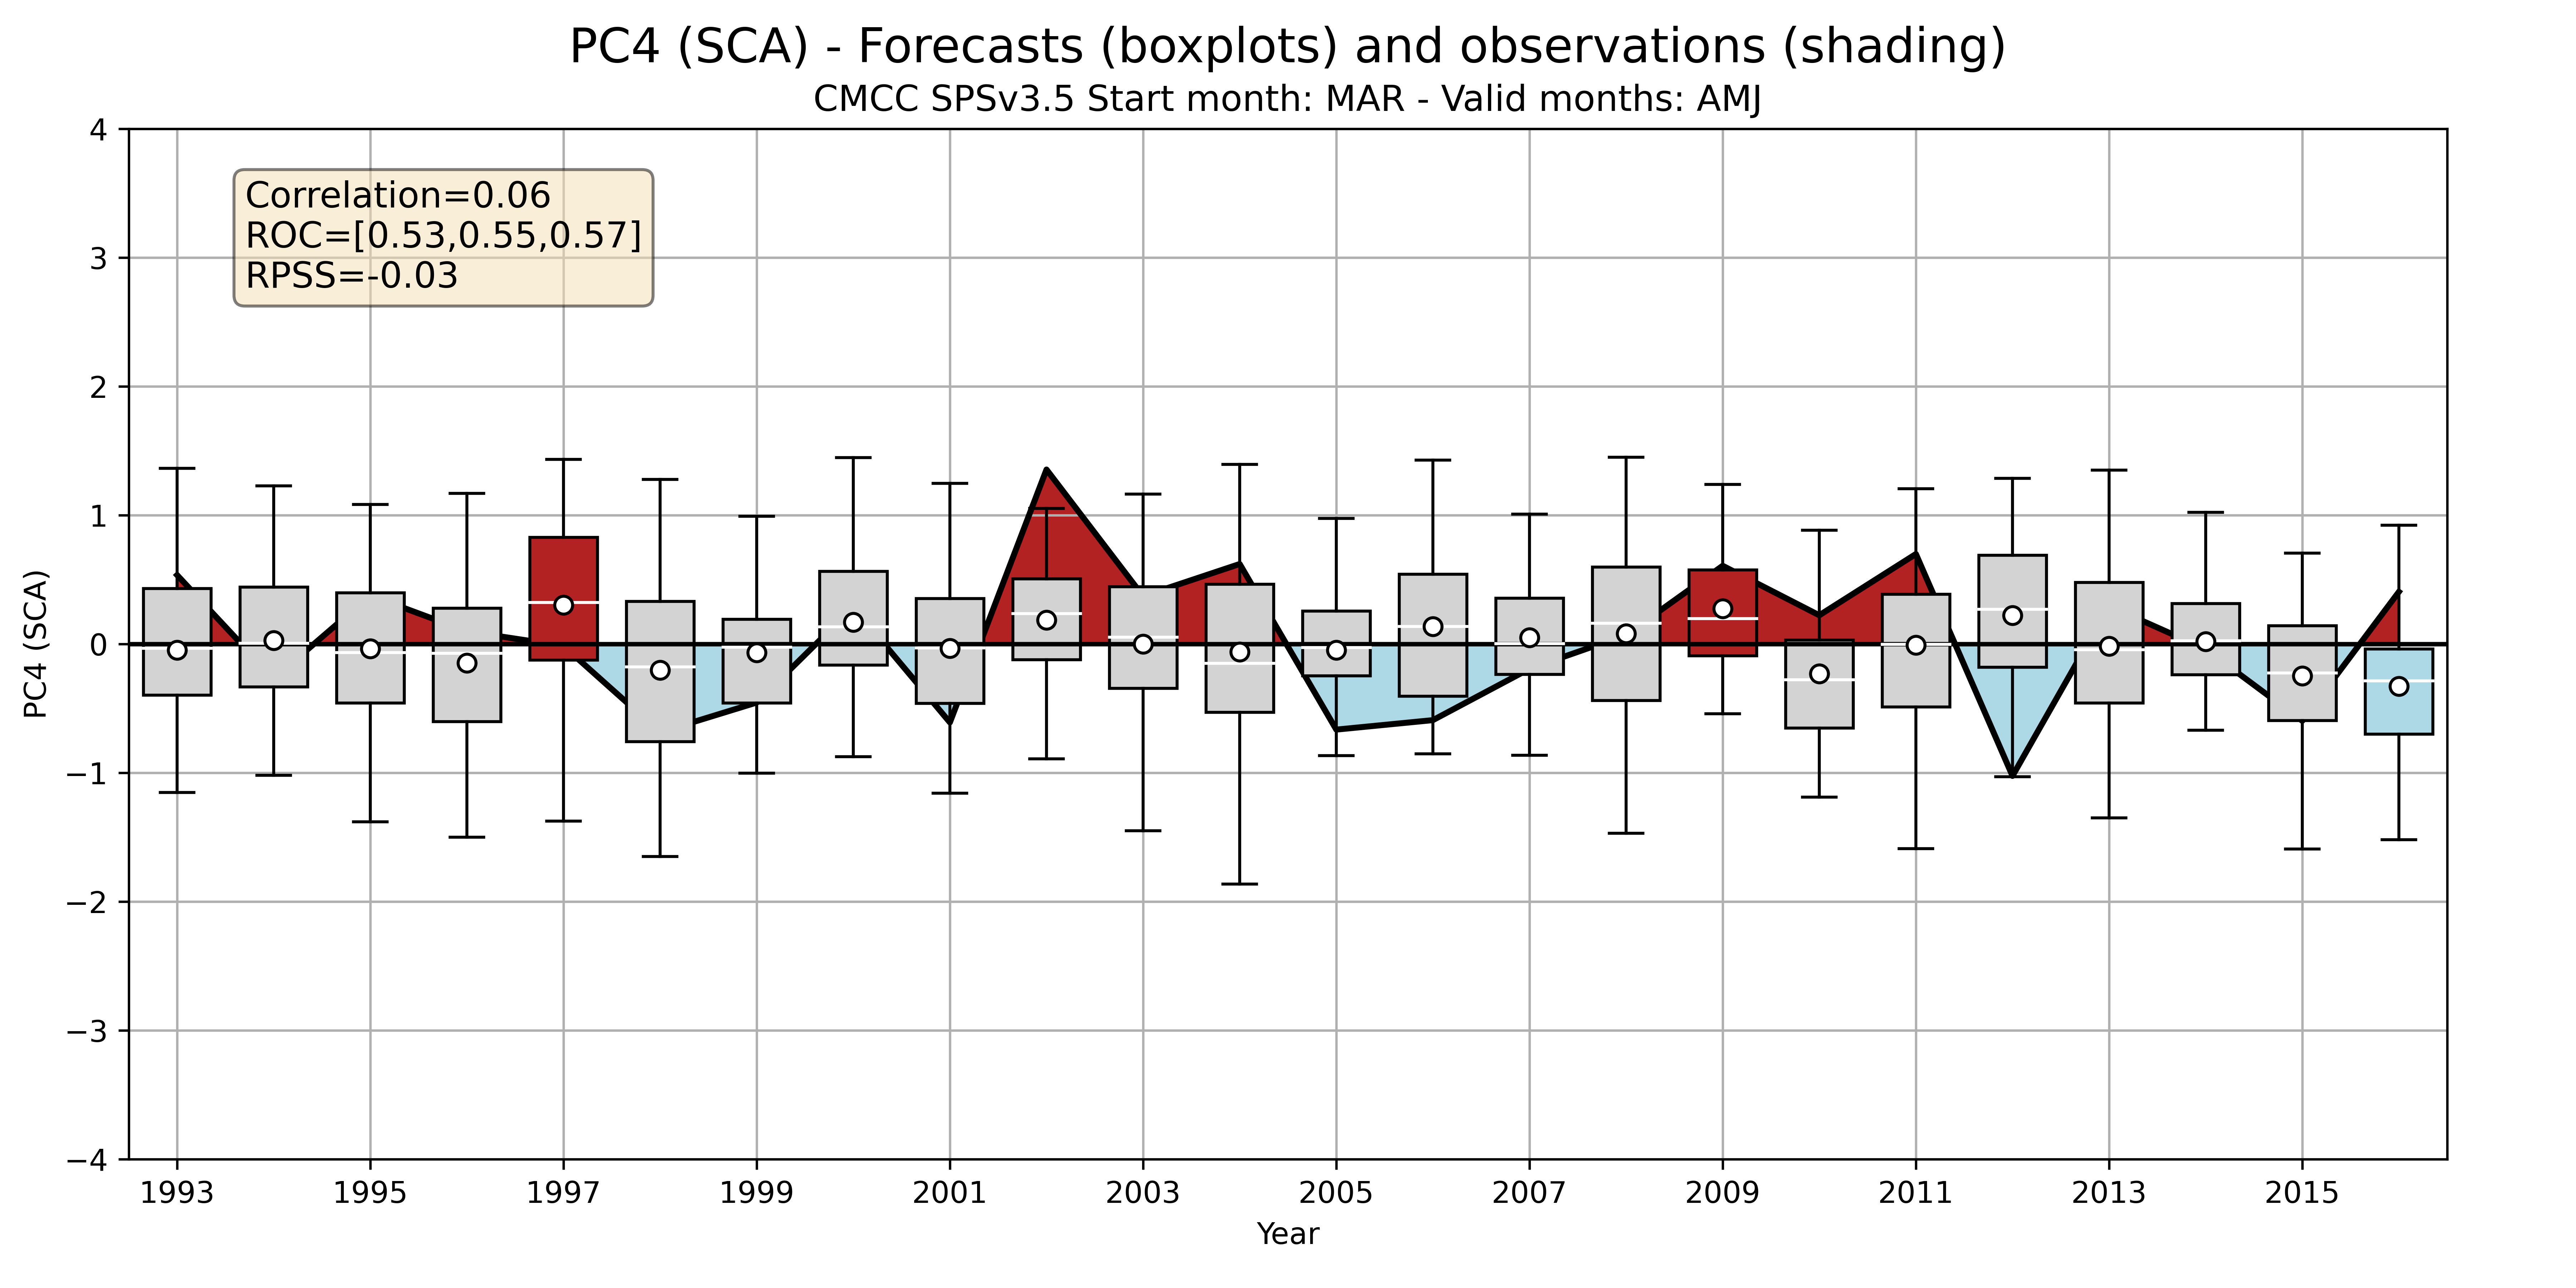 PC4 (SCA) - Forecasts (boxplots) and observations (shading)
CMCC SPSv3.5 Start month: MAR - Valid months: AMJ
Correlation=0.06
ROC=[0.53,0.55,0.57]
RPSS=-0.03
PC4 (SCA)
4
3
2
1
0
−1
−2
−3
−4
1993 1995 1997 1999 2001 2003 2005 2007 2009 2011 2013 2015
Year